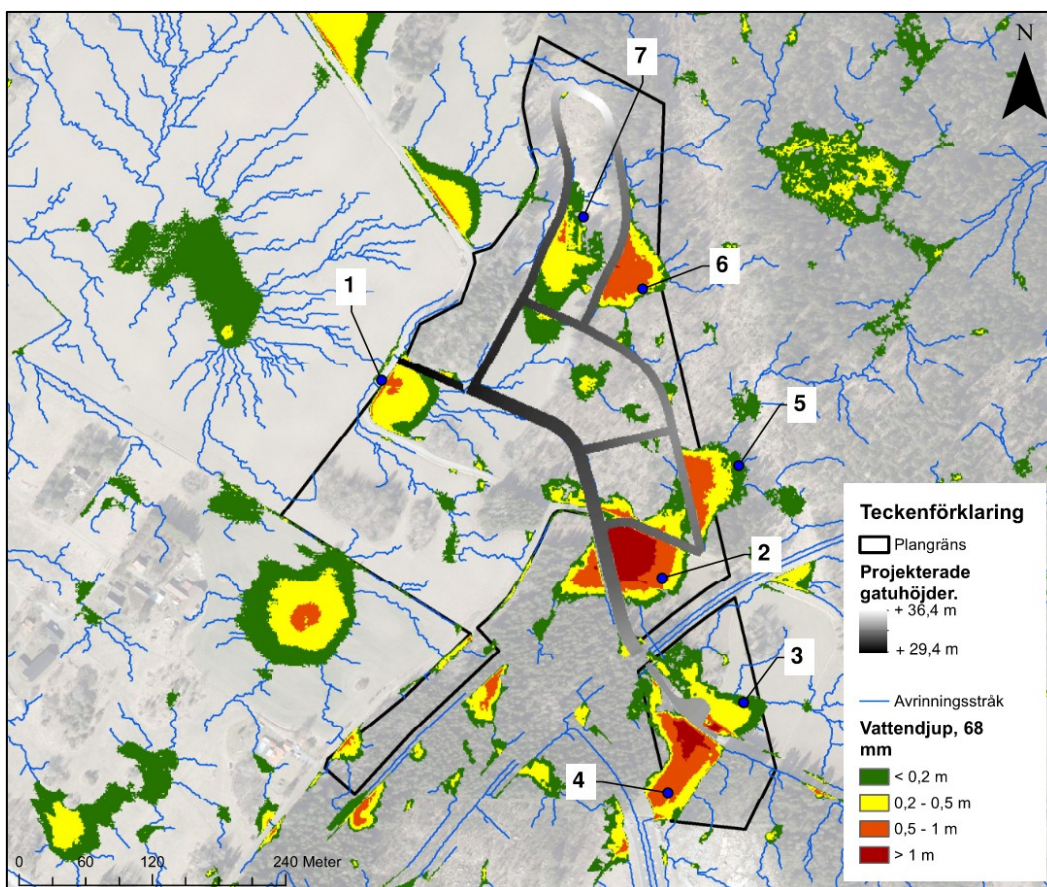 7
N
6
1
5
2
3
4
Teckenförklaring
Plangräns
Projekterade
gatuhöjder.
+ 36,4 m
+ 29,4 m
Avrinningsstråk
Vattendjup, 68
mm
< 0,2 m
0,2 - 0,5 m
0,5 - 1 m
> 1 m
0 60 120 240 Meter